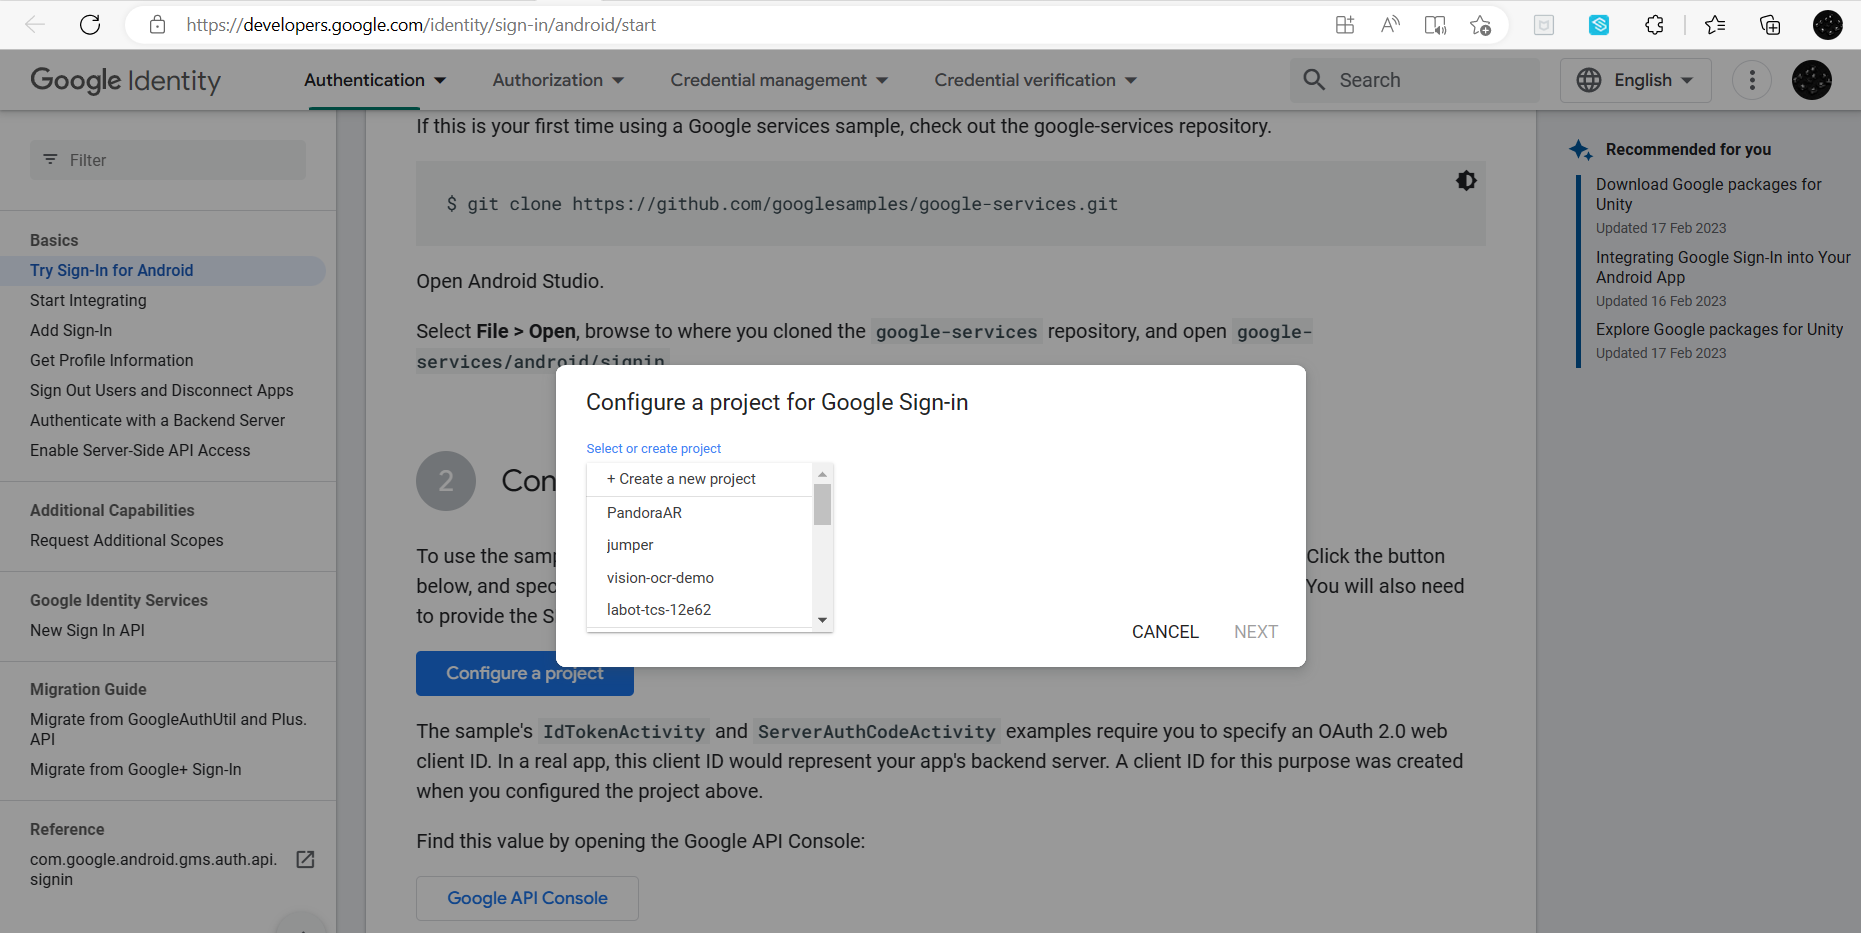 https://developers.google.com/identity/sign-in/android/start
Google Identity
Authentication
Authorization
Credential management
Credential verification
Search
English
Filter
Basics
Try Sign-In for Android
Start Integrating
Add Sign-In
Get Profile Information
Sign Out Users and Disconnect Apps
Authenticate with a Backend Server
Enable Server-Side API Access
Additional Capabilities
Request Additional Scopes
Google Identity Services
New Sign In API
Migration Guide
Migrate from GoogleAuthUtil and Plus.
API
Migrate from Google+ Sign-In
Reference
com.google.android.gms.auth.api.
signin
If this is your first time using a Google services sample, check out the google-services repository.
$ git clone https://github.com/googlesamples/google-services.git
Open Android Studio.
Select File > Open, browse to where you cloned the google-services repository, and open google-
services/android/signin
2
Con
To use the samp
Click the button
below, and spec
You will also need
to provide the S
Configure a project for Google Sign-in
Select or create project
+ Create a new project
PandoraAR
jumper
vision-ocr-demo
labot-tcs-12e62
CANCEL
NEXT
Configure a project
The sample's IdTokenActivity and ServerAuthCodeActivity examples require you to specify an OAuth 2.0 web
client ID. In a real app, this client ID would represent your app's backend server. A client ID for this purpose was created
when you configured the project above.
Find this value by opening the Google API Console:
Google API Console
Recommended for you
Download Google packages for
Unity
Updated 17 Feb 2023
Integrating Google Sign-In into Your
Android App
Updated 16 Feb 2023
Explore Google packages for Unity
Updated 17 Feb 2023